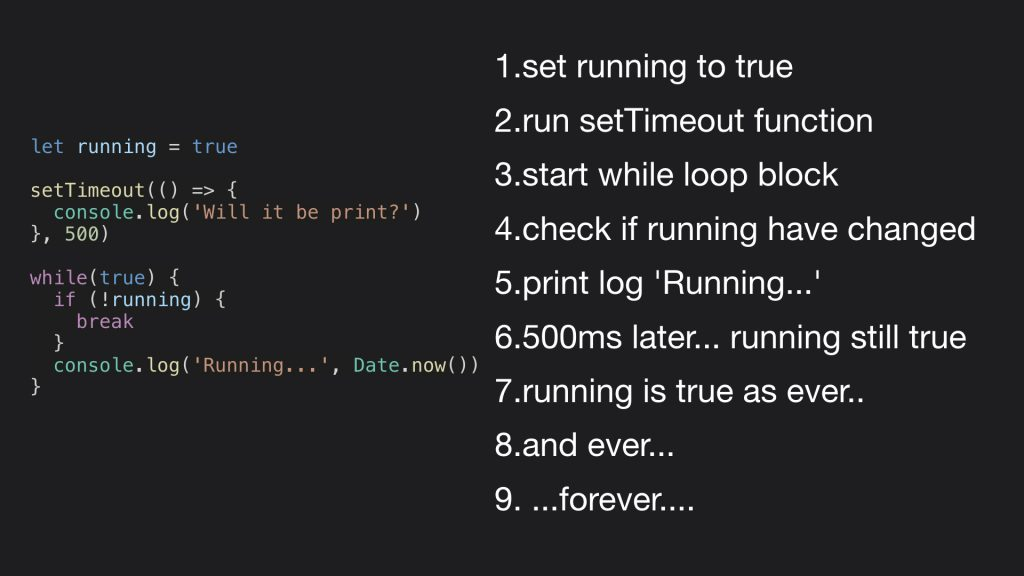 let running = true
setTimeout(() => {
  console.log('Will it be print?')
}, 500)
while(true) {
  if (!running) {
    break
  }
  console.log('Running...', Date.now())
}
1.set running to true
2.run setTimeout function
3.start while loop block
4.check if running have changed
5.print log 'Running...'
6.500ms later... running still true
7.running is true as ever..
8.and ever...
9. ...forever....